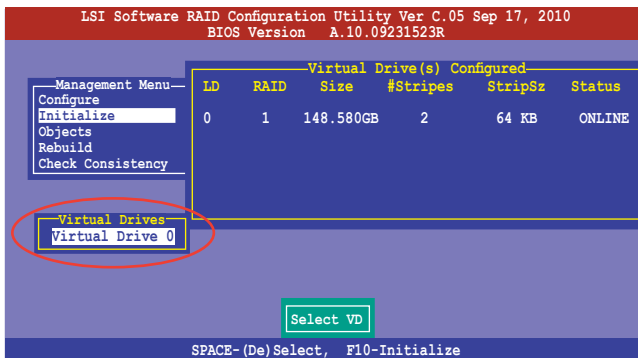 LSI Software RAID Configuration Utility Ver C.05 Sep 17, 2010
BIOS Version A.10.09231523R
Virtual Drive(s) Configured
LD RAID Size #Stripes StripSz Status
0 1 148.580GB 2 64 KB ONLINE
Management Menu
Configure
Initialize
Objects
Rebuild
Check Consistency
Virtual Drives
Virtual Drive 0
Select VD
SPACE-(De)Select, F10-Initialize